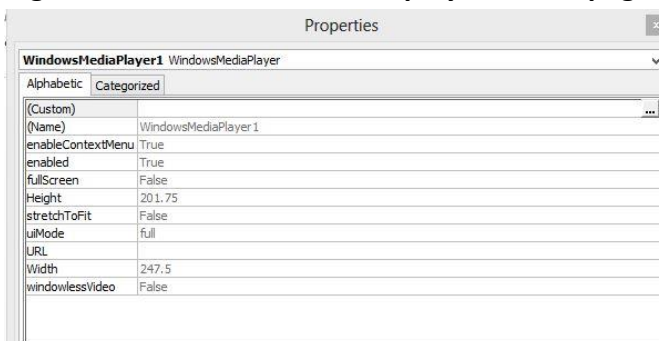 Properties
x
WindowsMediaPlayer1 WindowsMediaPlayer
Alphabetic Categorized
(Custom) ...
(Name) WindowsMediaPlayer1
enableContextMenu True
enabled True
fullScreen False
Height 201.75
stretchToFit False
uiMode full
URL
Width 247.5
windowlessVideo False